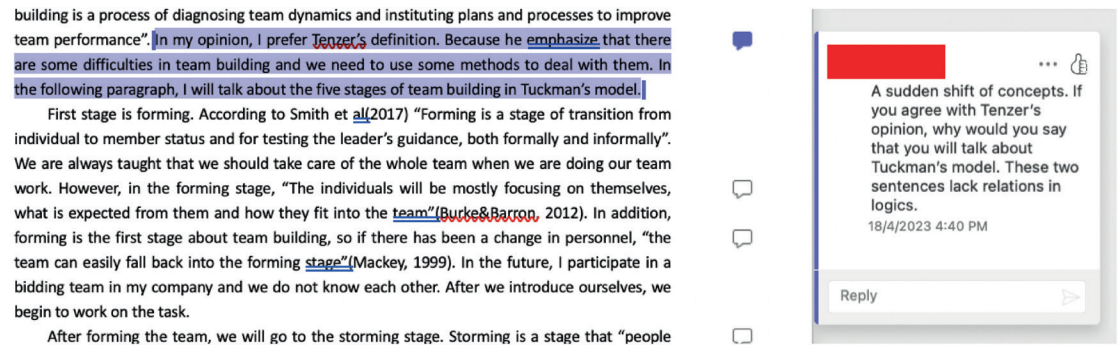 building is a process of diagnosing team dynamics and instituting plans and processes to improve
team performance”. In my opinion, I prefer Tenzer’s definition. Because he emphasize that there
are some difficulties in team building and we need to use some methods to deal with them. In
the following paragraph, I will talk about the five stages of team building in Tuckman’s model.
First stage is forming. According to Smith et al(2017) “Forming is a stage of transition from
individual to member status and for testing the leader’s guidance, both formally and informally”.
We are always taught that we should take care of the whole team when we are doing our team
work. However, in the forming stage, “The individuals will be mostly focusing on themselves,
what is expected from them and how they fit into the team”(Burke&Barron, 2012). In addition,
forming is the first stage about team building, so if there has been a change in personnel, “the
team can easily fall back into the forming stage”(Mackey, 1999). In the future, I participate in a
bidding team in my company and we do not know each other. After we introduce ourselves, we
begin to work on the task.
After forming the team, we will go to the storming stage. Storming is a stage that “people
A sudden shift of concepts. If
you agree with Tenzer’s
opinion, why would you say
that you will talk about
Tuckman’s model. These two
sentences lack relations in
logics.
18/4/2023 4:40 PM
Reply